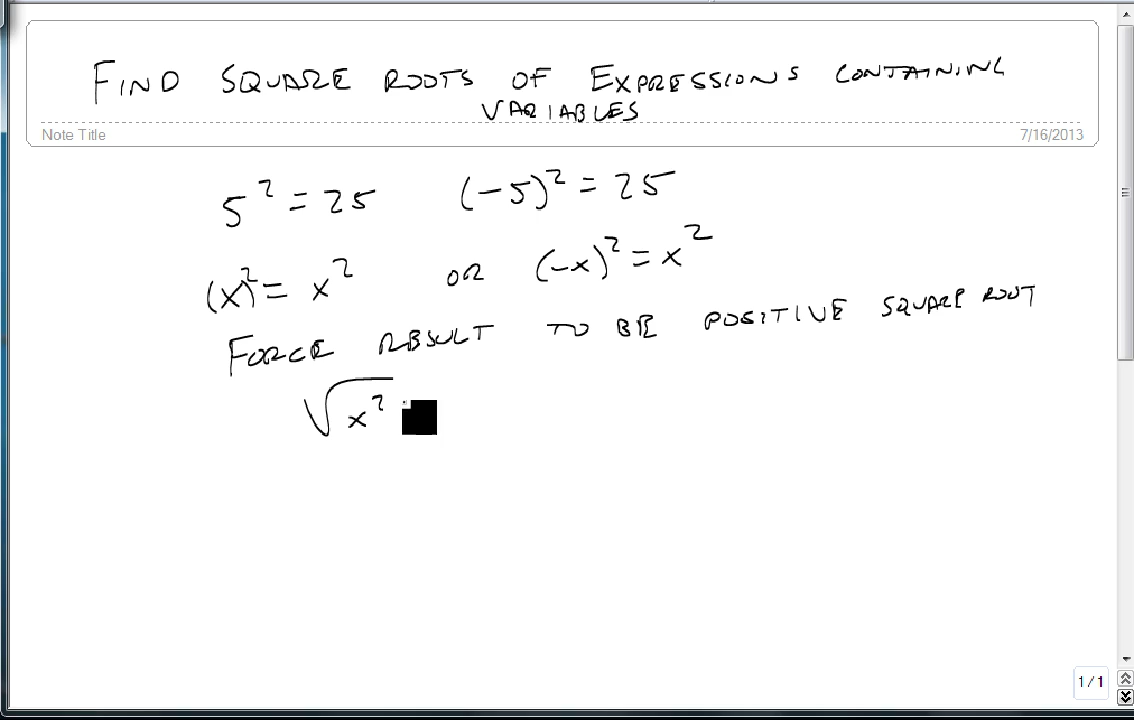 FIND SQUARE ROOTS OF EXPRESSIONS CONTAINING
VARIABLES
Note Title
7/16/2013
5² = 25 (-5)² = 25
(x)² = x² OR (-x)² = x²
FORCE RESULT TO BE POSITIVE SQUARE ROOT
√x²
1/1